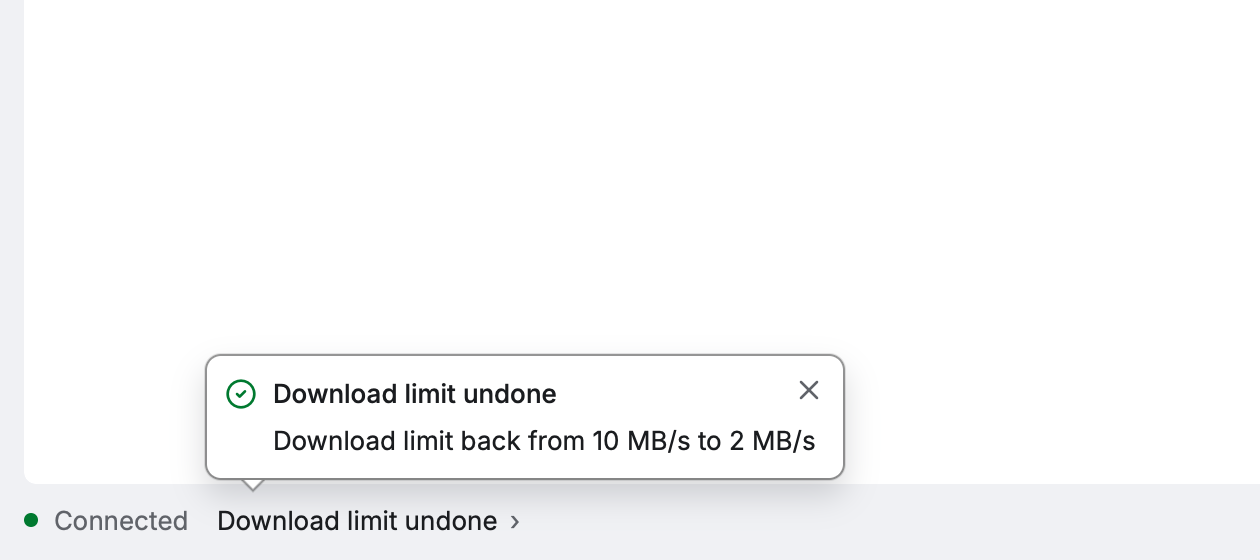 Download limit undone
Download limit back from 10 MB/s to 2 MB/s
Connected Download limit undone ›